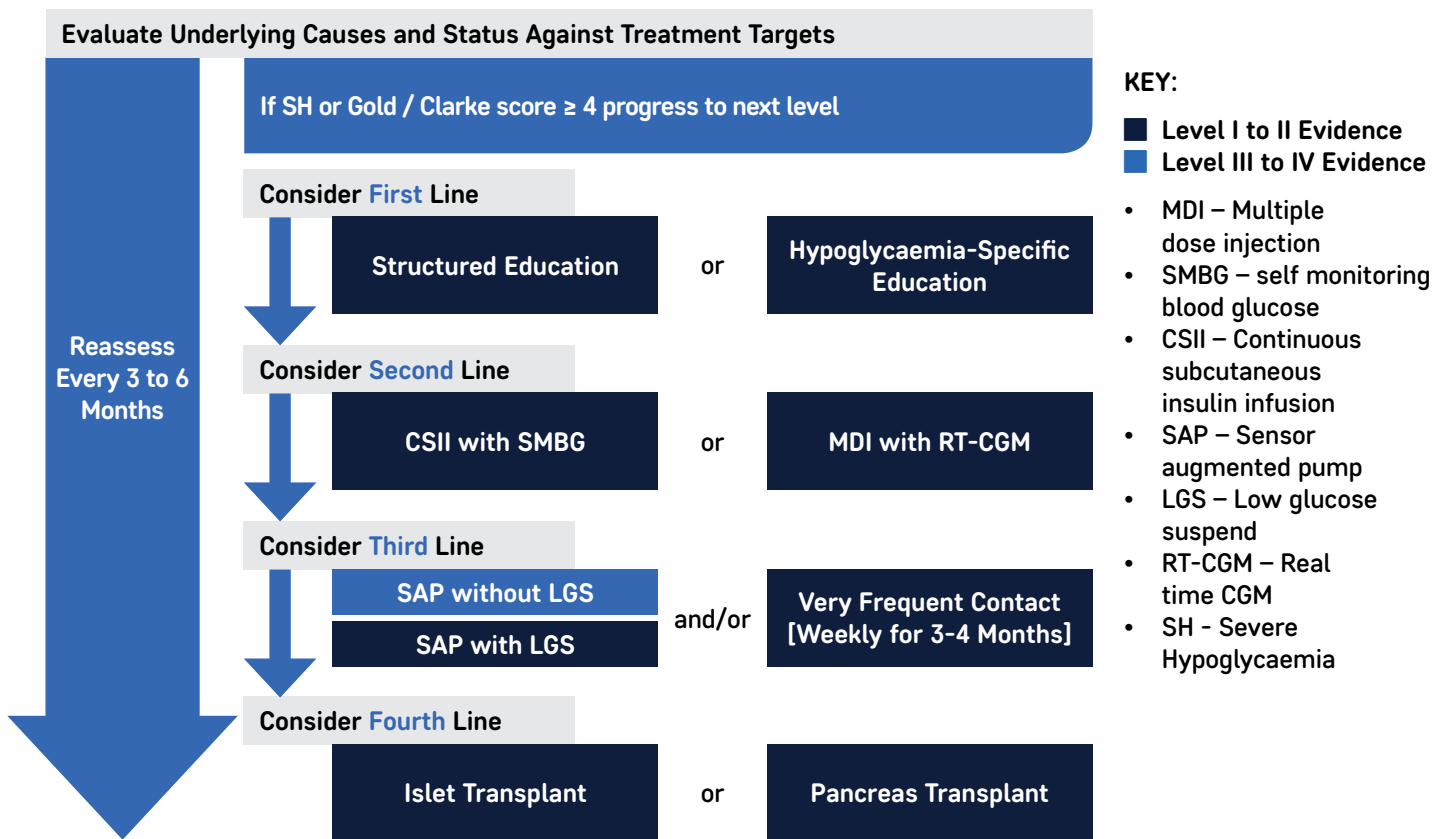 Evaluate Underlying Causes and Status Against Treatment Targets
If SH or Gold / Clarke score ≥ 4 progress to next level
Reassess
Every 3 to 6
Months
Consider First Line
Structured Education
or
Hypoglycaemia-Specific
Education
Consider Second Line
CSII with SMBG
or
MDI with RT-CGM
Consider Third Line
SAP without LGS
SAP with LGS
and/or
Very Frequent Contact
[Weekly for 3-4 Months]
Consider Fourth Line
Islet Transplant
or
Pancreas Transplant
KEY:
Level I to II Evidence
Level III to IV Evidence
• MDI – Multiple
dose injection
• SMBG – self monitoring
blood glucose
• CSII – Continuous
subcutaneous
insulin infusion
• SAP – Sensor
augmented pump
• LGS – Low glucose
suspend
• RT-CGM – Real
time CGM
• SH - Severe
Hypoglycaemia